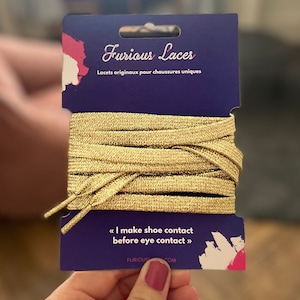 Furious Laces
Lacets originaux pour chaussures uniques
« I make shoe contact
before eye contact »